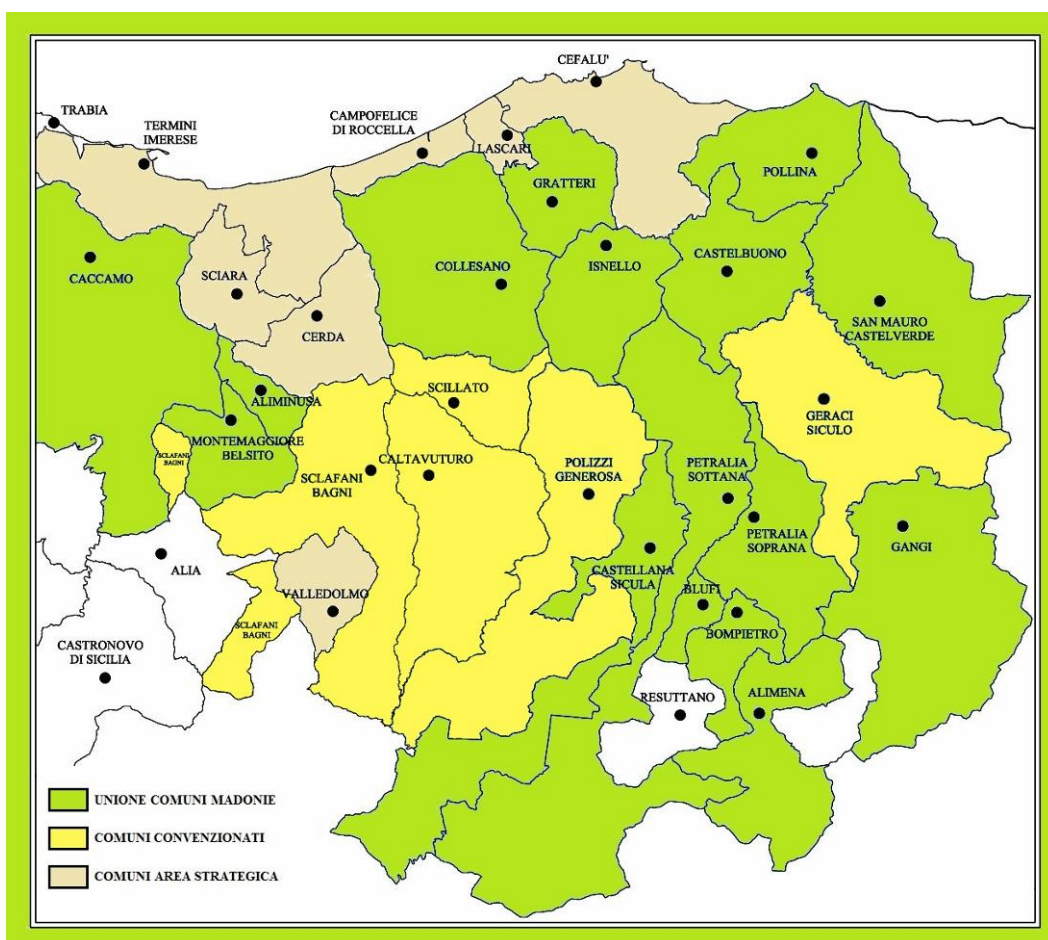 CEFALU'
TRABIA
TERMINI
IMERESE
CAMPOFELICE
DI ROCCELLA
LASCARI
POLLINA
GRATTERI
CACCAMO
SCIARA
COLLESANO
ISNELLO
CASTELBUONO
SAN MAURO
CASTELVERDE
CERDA
ALIMINUSA
SCILLATO
GERACI
SICULO
MONTEMAGGIORE
BELSITO
SCLAFANI
BAGNI
SCLAFANI
BAGNI
CALTAVUTURO
POLIZZI
GENEROSA
PETRALIA
SOTTANA
PETRALIA
SOPRANA
GANGI
ALIA
CASTELLANA
SICULA
VALLEDOLMO
BLUFI
BOMPIETRO
SCLAFANI
BAGNI
CASTRONOVO
DI SICILIA
RESUTTANO
ALIMENA
UNIONE COMUNI MADONIE
COMUNI CONVENZIONATI
COMUNI AREA STRATEGICA